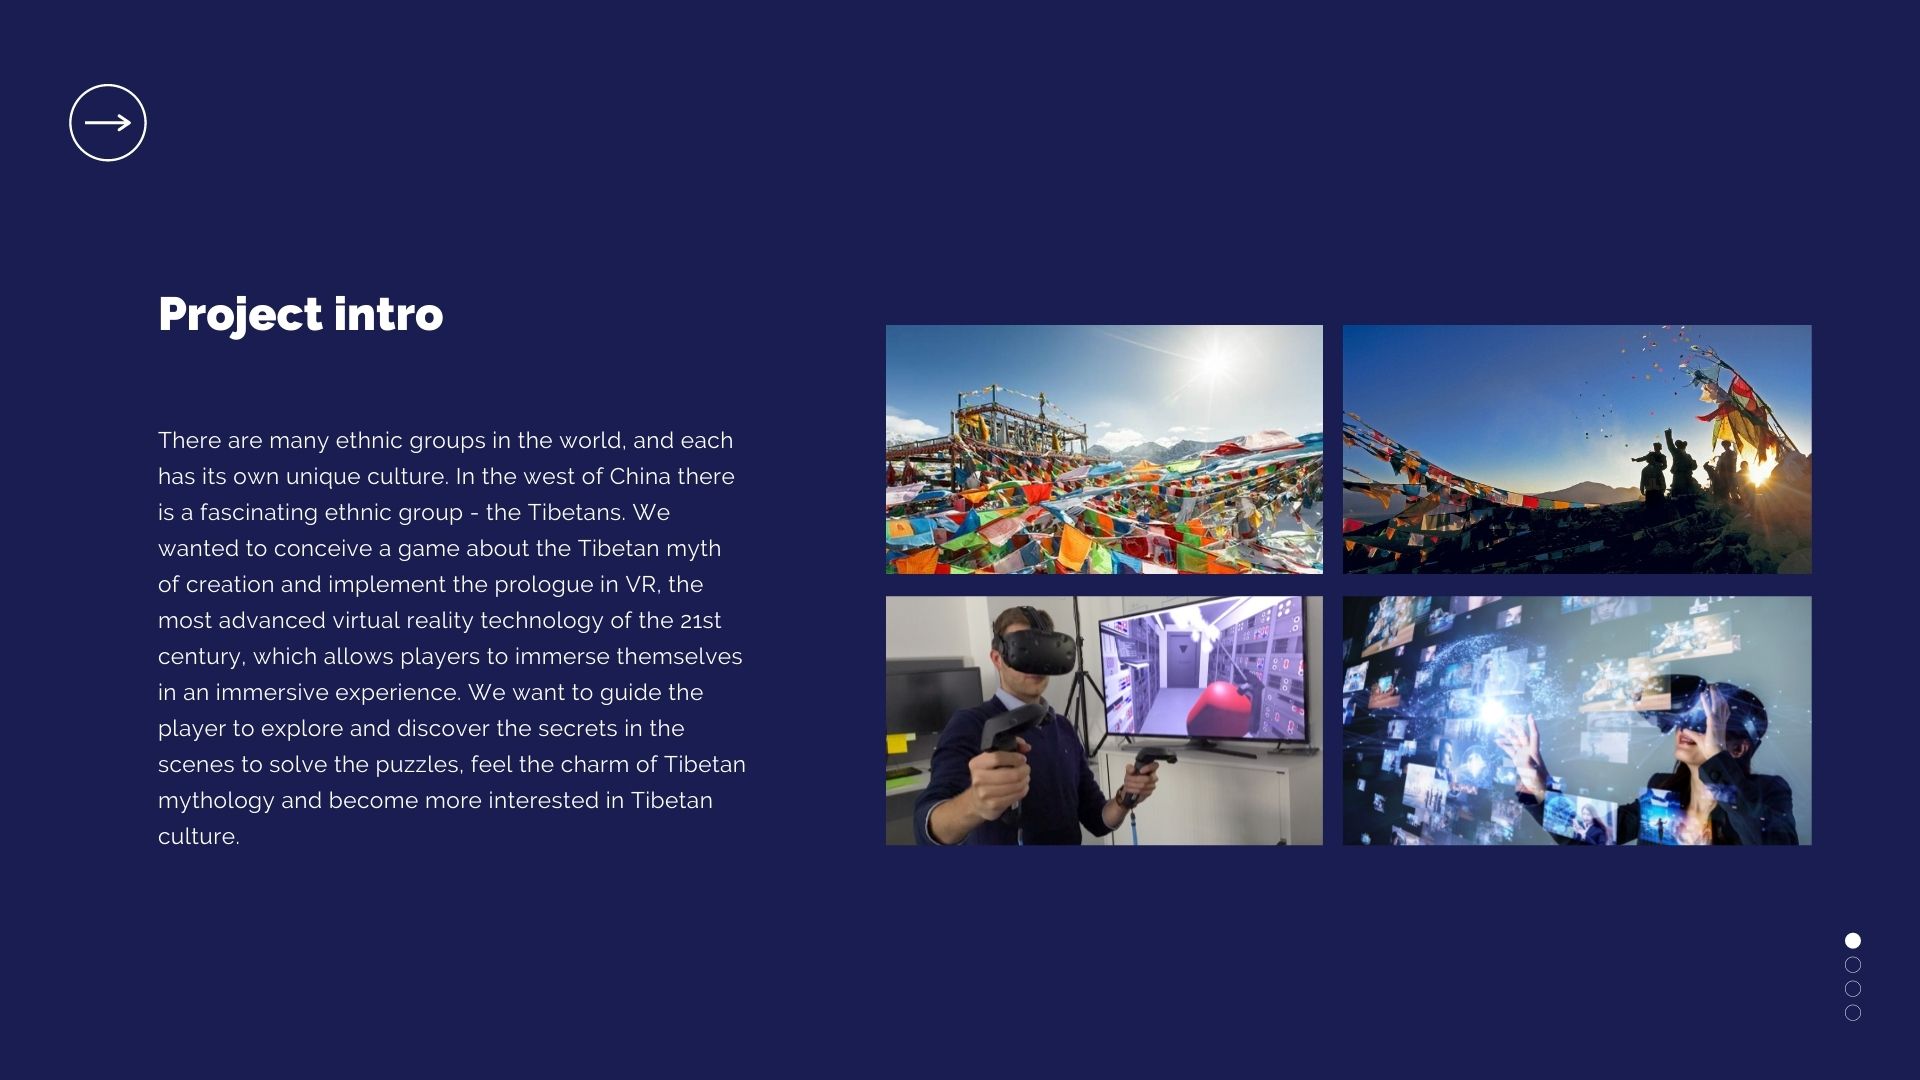 Project intro
There are many ethnic groups in the world, and each
has its own unique culture. In the west of China there
is a fascinating ethnic group - the Tibetans. We
wanted to conceive a game about the Tibetan myth
of creation and implement the prologue in VR, the
most advanced virtual reality technology of the 21st
century, which allows players to immerse themselves
in an immersive experience. We want to guide the
player to explore and discover the secrets in the
scenes to solve the puzzles, feel the charm of Tibetan
mythology and become more interested in Tibetan
culture.